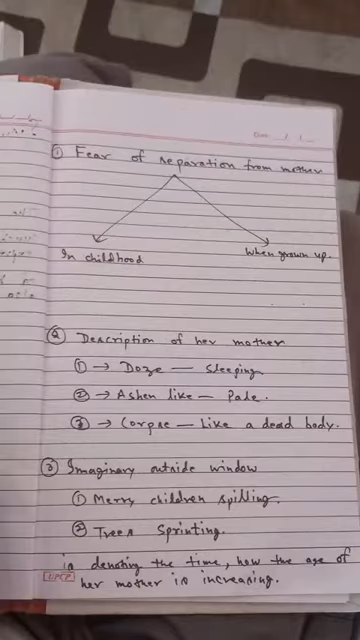 Date / /
① Fear of separation from mother
In childhood
When grown up.
② Description of her mother
① → Doze — sleeping
② → Ashen like — Pale.
③ → Corpse — Like a dead body.
③ Imaginary outside window
① Merry children spilling.
② Trees Sprinting.
is denoting the time, how the age of
her mother is increasing.